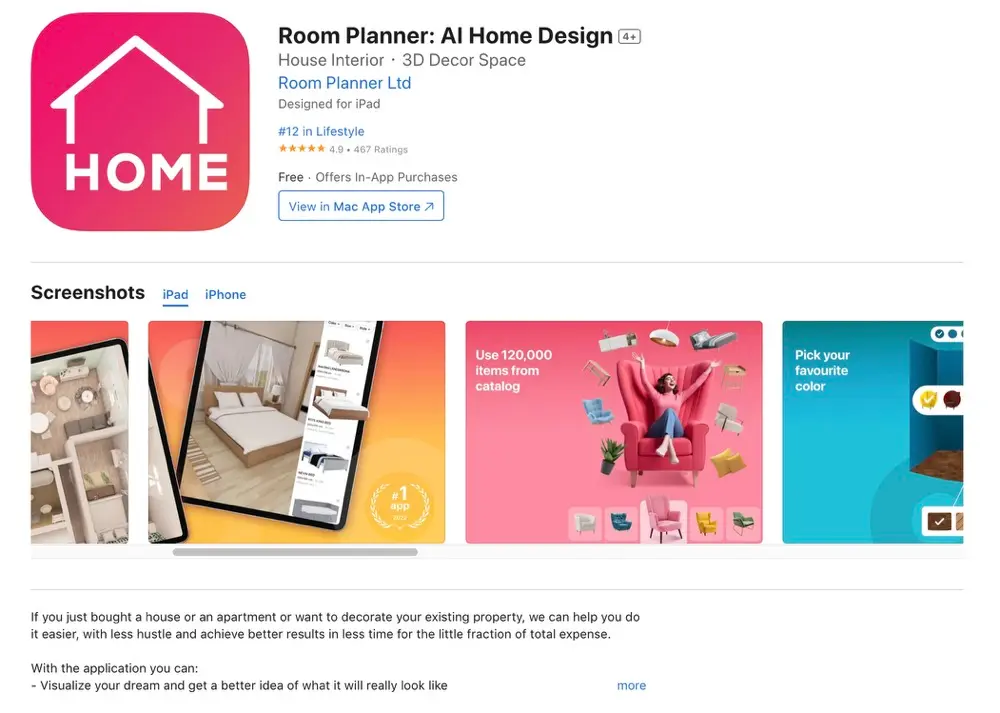 HOME
Room Planner: AI Home Design 4+
House Interior · 3D Decor Space
Room Planner Ltd
Designed for iPad
#12 in Lifestyle
★★★★★ 4.9 • 467 Ratings
Free · Offers In-App Purchases
View in Mac App Store ↗
Screenshots iPad iPhone
#1
app
Use 120,000
items from
catalog
Pick your
favourite
color
If you just bought a house or an apartment or want to decorate your existing property, we can help you do
it easier, with less hustle and achieve better results in less time for the little fraction of total expense.
With the application you can:
- Visualize your dream and get a better idea of what it will really look like more